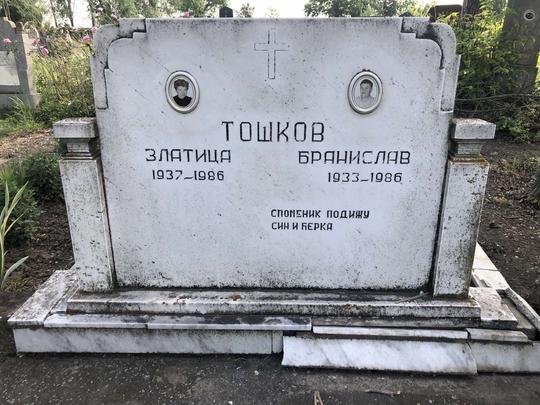 ТОШКОВ
ЗЛАТИЦА БРАНИСЛАВ
1937-1986 1933-1986
СПОМЕНИК ПОДИЖУ
СИН И ЋЕРКА